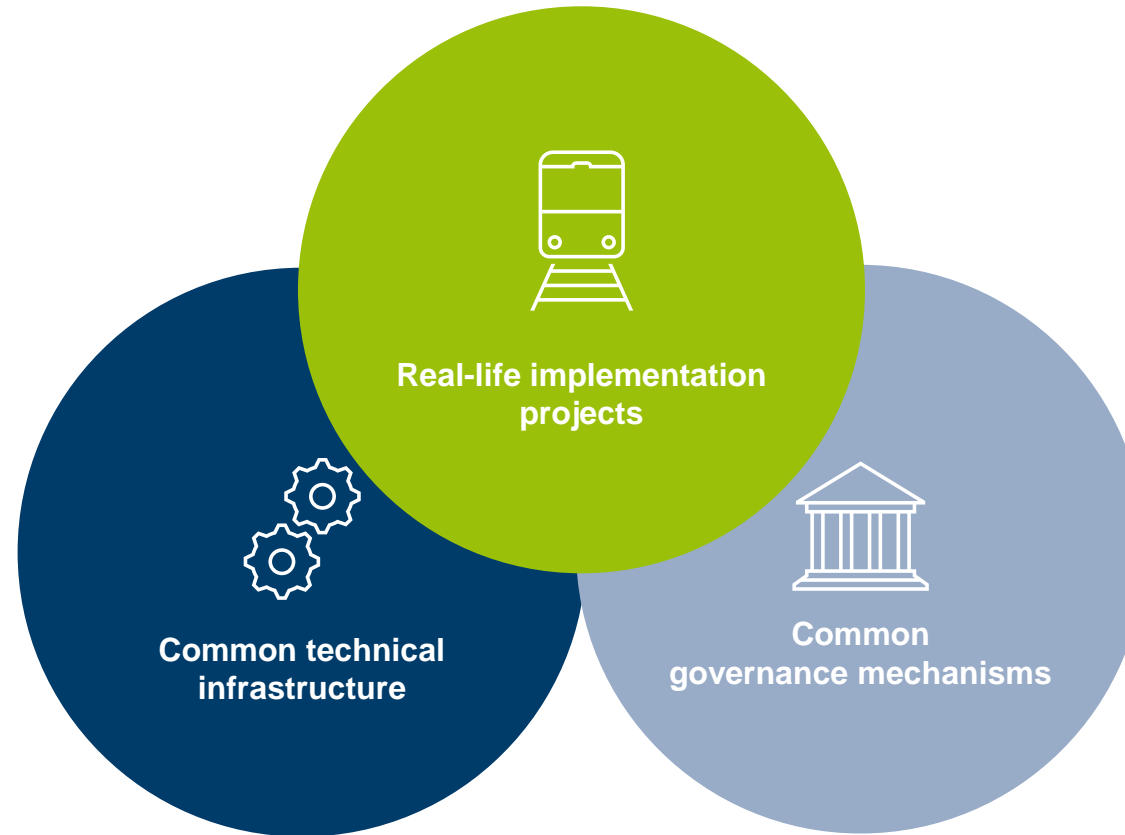 Real-life implementation
projects
Common technical
infrastructure
Common
governance mechanisms